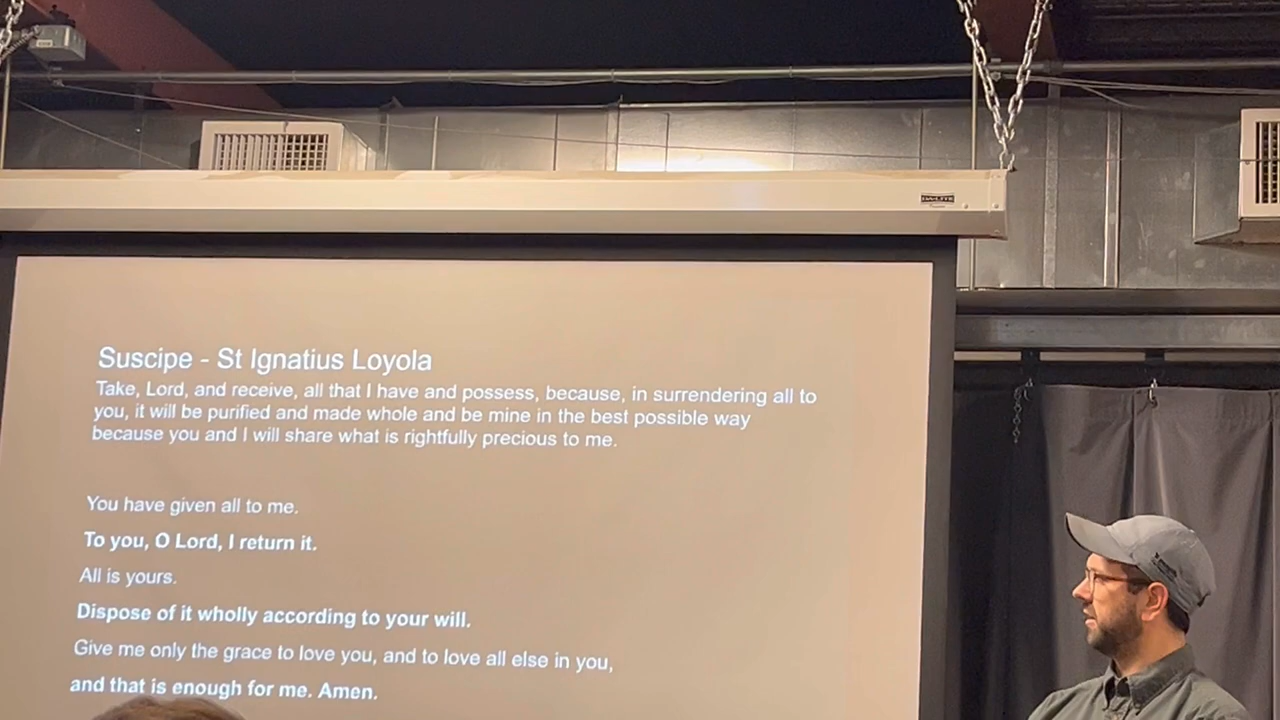 DA-LITE
Suscipe - St Ignatius Loyola
Take, Lord, and receive, all that I have and possess, because, in surrendering all to
you, it will be purified and made whole and be mine in the best possible way
because you and I will share what is rightfully precious to me.
You have given all to me.
To you, O Lord, I return it.
All is yours.
Dispose of it wholly according to your will.
Give me only the grace to love you, and to love all else in you,
and that is enough for me. Amen.